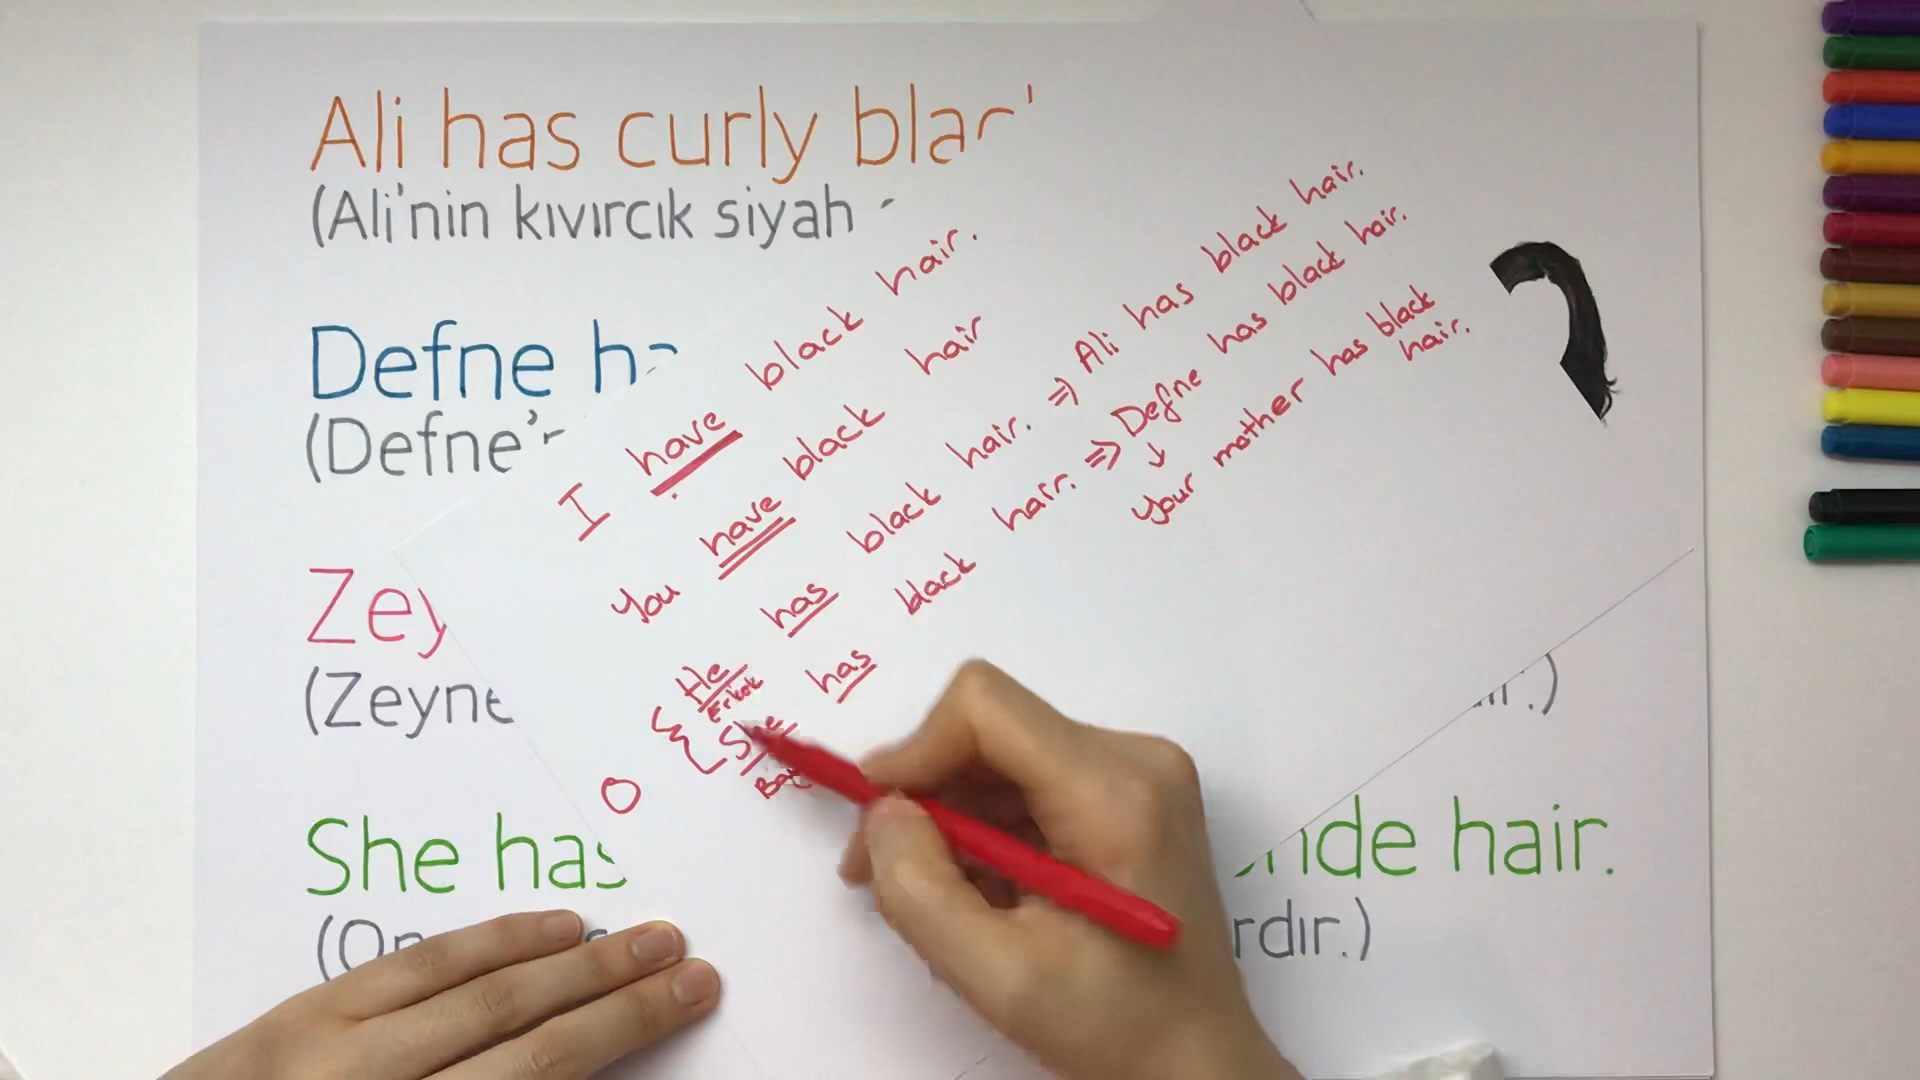 Ali has curly blac
(Ali'nin kıvırcık siyah
Defne ha
(Defne'n
Zey
(Zeyne
She has
nde hair.
(On
rdır.)
I have black hair.
You have black hair
He has black hair. ⇒ Ali has black hair.
Erkek
She has black hair. ⇒ Defne has black hair.
↓
Your mother has black
hair.
O